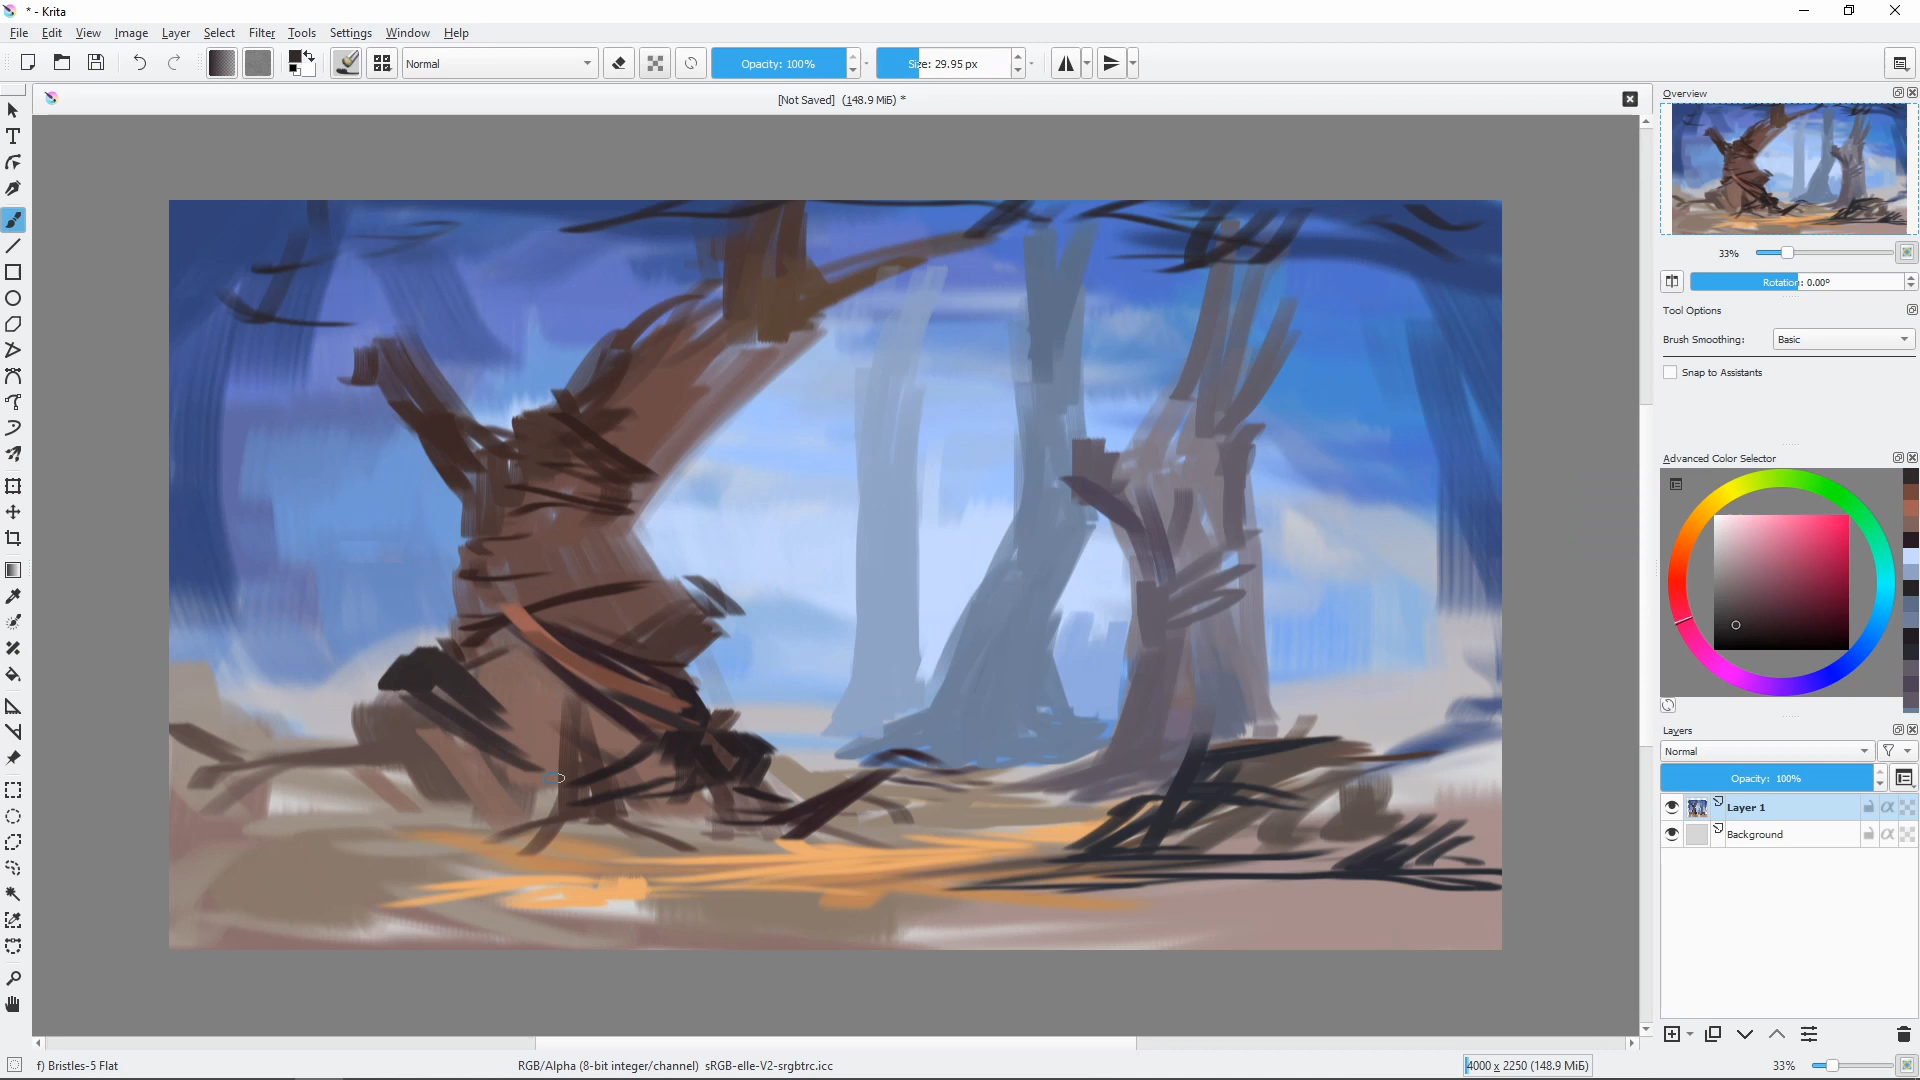 * - Krita
File Edit View Image Layer Select Filter Tools Settings Window Help
Normal
Opacity: 100%
Size: 29.95 px
[Not Saved] (148.9 MiB) *
Overview
33%
Rotation: 0.00°
Tool Options
Brush Smoothing: Basic
Snap to Assistants
Advanced Color Selector
Layers
Normal
Opacity: 100%
Layer 1
Background
f) Bristles-5 Flat
RGB/Alpha (8-bit integer/channel) sRGB-elle-V2-srgbtrc.icc
4000 x 2250 (148.9 MiB)
33%